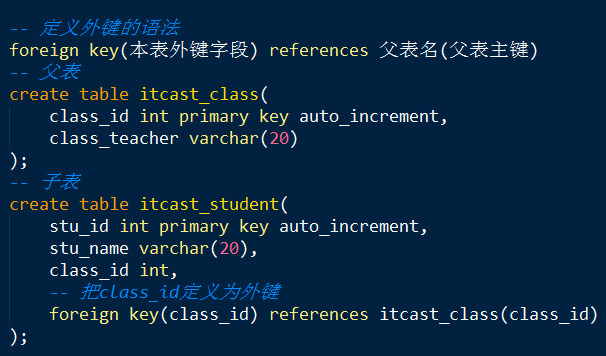 -- 定义外键的语法
foreign key(本表外键字段) references 父表名(父表主键)
-- 父表
create table itcast_class(
    class_id int primary key auto_increment,
    class_teacher varchar(20)
);
-- 子表
create table itcast_student(
    stu_id int primary key auto_increment,
    stu_name varchar(20),
    class_id int,
    -- 把class_id定义为外键
    foreign key(class_id) references itcast_class(class_id)
);